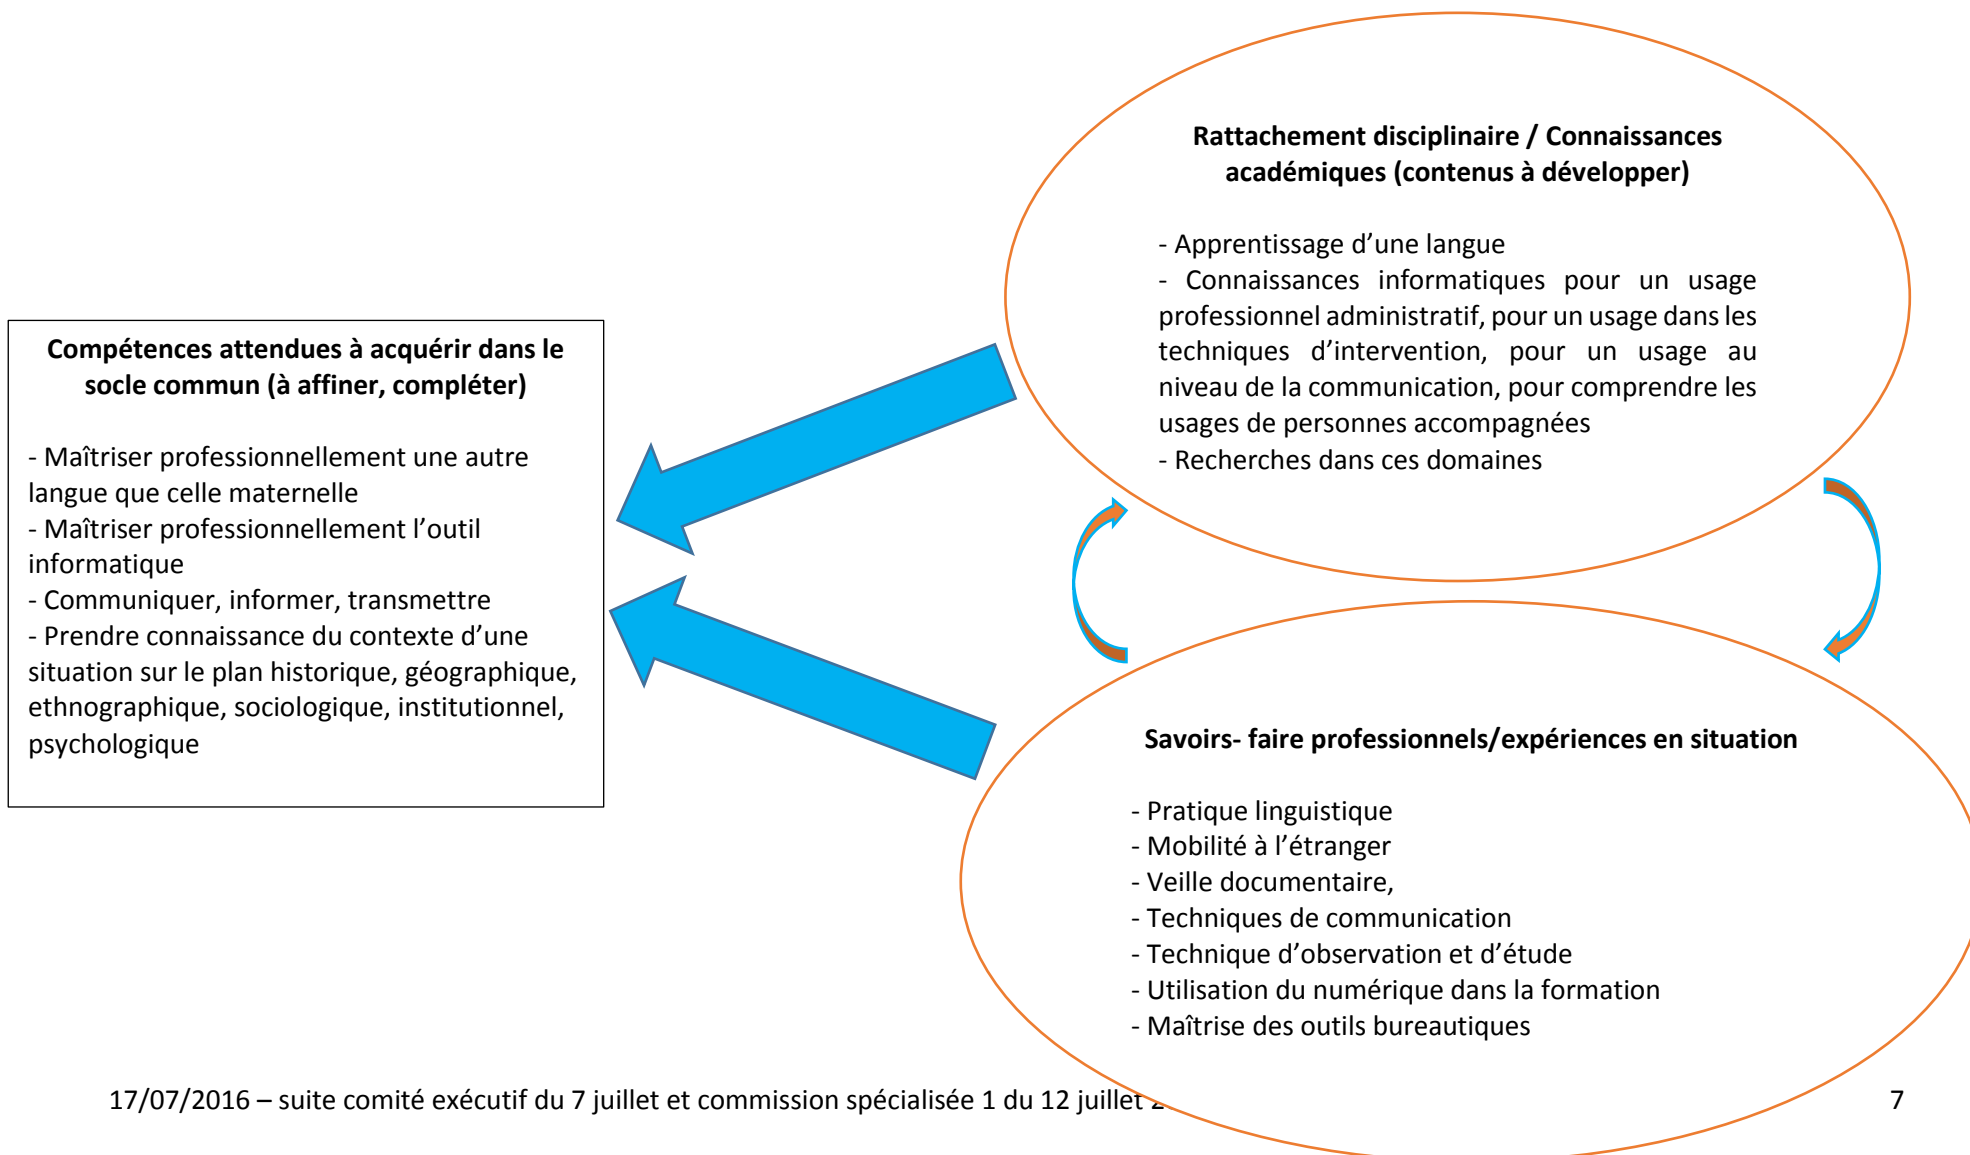 Rattachement disciplinaire / Connaissances
académiques (contenus à développer)
- Apprentissage d’une langue
- Connaissances informatiques pour un usage
professionnel administratif, pour un usage dans les
techniques d’intervention, pour un usage au
niveau de la communication, pour comprendre les
usages de personnes accompagnées
- Recherches dans ces domaines
Compétences attendues à acquérir dans le
socle commun (à affiner, compléter)
- Maîtriser professionnellement une autre
langue que celle maternelle
- Maîtriser professionnellement l’outil
informatique
- Communiquer, informer, transmettre
- Prendre connaissance du contexte d’une
situation sur le plan historique, géographique,
ethnographique, sociologique, institutionnel,
psychologique
Savoirs- faire professionnels/expériences en situation
- Pratique linguistique
- Mobilité à l’étranger
- Veille documentaire,
- Techniques de communication
- Technique d’observation et d’étude
- Utilisation du numérique dans la formation
- Maîtrise des outils bureautiques
17/07/2016 – suite comité exécutif du 7 juillet et commission spécialisée 1 du 12 juillet
7